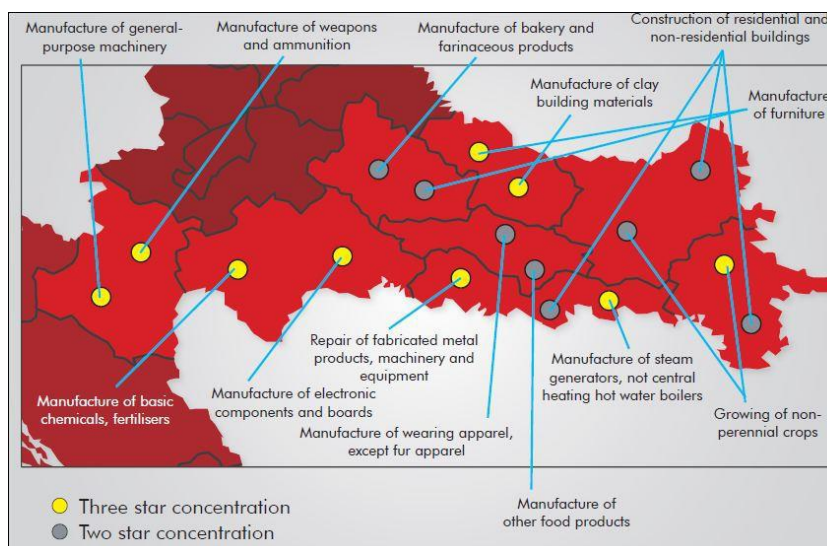 Manufacture of general-
purpose machinery
Manufacture of weapons
and ammunition
Manufacture of bakery and
farinaceous products
Construction of residential and
non-residential buildings
Manufacture of clay
building materials
Manufacture
of furniture
Manufacture of basic
chemicals, fertilisers
Manufacture of electronic
components and boards
Repair of fabricated metal
products, machinery and
equipment
Manufacture of wearing apparel,
except fur apparel
Manufacture of
other food products
Manufacture of steam
generators, not central
heating hot water boilers
Growing of non-
perennial crops
Three star concentration
Two star concentration